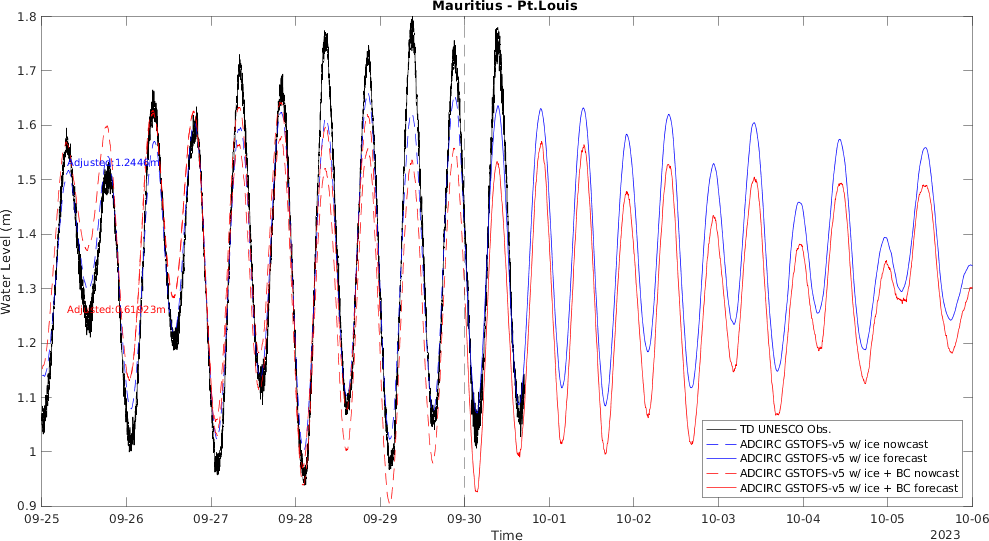 Mauritius - Pt.Louis
1.8
1.7
1.6
1.5
1.4
1.3
1.2
1.1
1
0.9
Water Level (m)
Adjusted:1.2446m
Adjusted:0.61923m
TD UNESCO Obs.
ADCIRC GSTOFS-v5 w/ ice nowcast
ADCIRC GSTOFS-v5 w/ ice forecast
ADCIRC GSTOFS-v5 w/ ice + BC nowcast
ADCIRC GSTOFS-v5 w/ ice + BC forecast
09-25 09-26 09-27 09-28 09-29 09-30 10-01 10-02 10-03 10-04 10-05 10-06
Time
2023